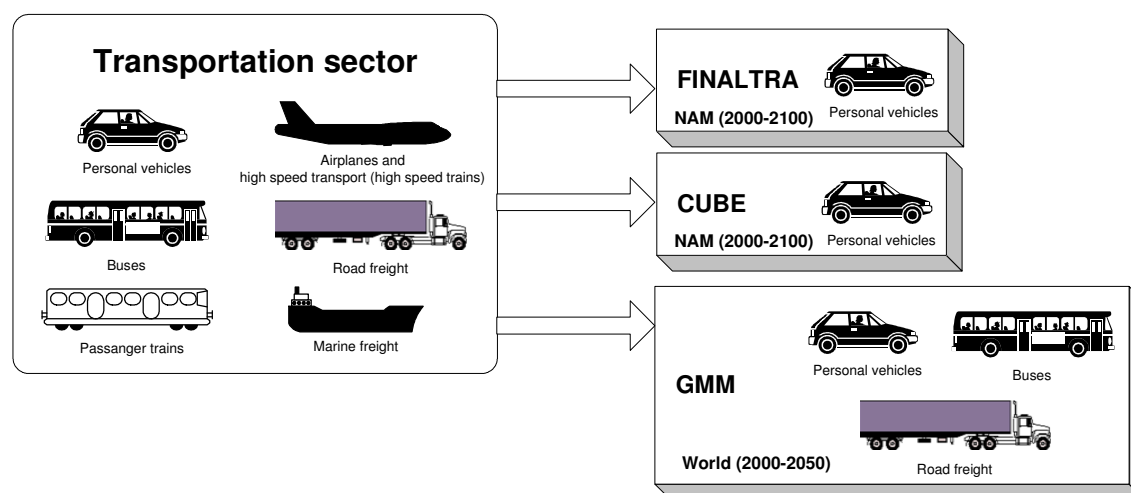 Transportation sector
Personal vehicles
Airplanes and
high speed transport (high speed trains)
Buses
Road freight
Passanger trains
Marine freight
FINALTRA
Personal vehicles
NAM (2000-2100)
CUBE
Personal vehicles
NAM (2000-2100)
GMM
Personal vehicles
Buses
Road freight
World (2000-2050)